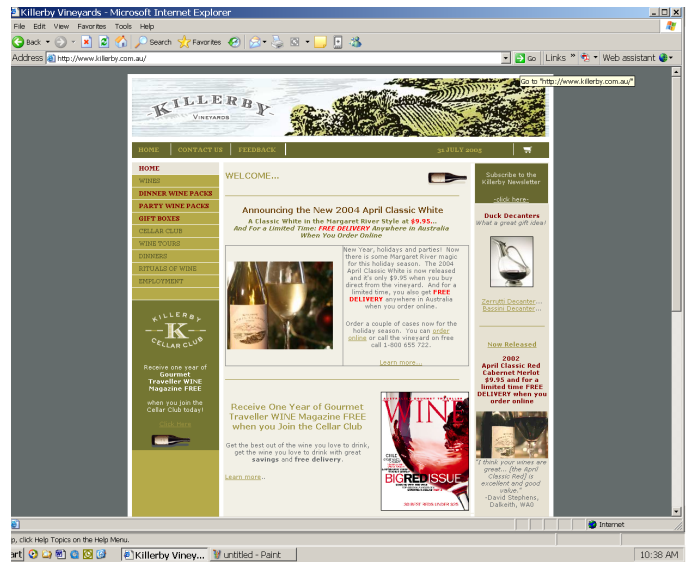 Killerby Vineyards - Microsoft Internet Explorer
File Edit View Favorites Tools Help
Back Search Favorites
Address http://www.killerby.com.au/ Go Links » Web assistant
Go to "http://www.killerby.com.au/"
KILLERBY
VINEYARDS
HOME CONTACT US FEEDBACK 31 JULY 2005
HOME
WINES
DINNER WINE PACKS
PARTY WINE PACKS
GIFT BOXES
CELLAR CLUB
WINE TOURS
DINNERS
RITUALS OF WINE
EMPLOYMENT
KILLERBY
K
CELLAR CLUB
Receive one year of
Gourmet
Traveller WINE
Magazine FREE
when you join the
Cellar Club today!
Click Here
WELCOME...
Announcing the New 2004 April Classic White
A Classic White in the Margaret River Style at $9.95...
And For a Limited Time: FREE DELIVERY Anywhere in Australia
When You Order Online
New Year, holidays and parties! Now
there is some Margaret River magic
for this holiday season. The 2004
April Classic White is now released
and it's only $9.95 when you buy
direct from the vineyard. And for a
limited time, you also get FREE
DELIVERY anywhere in Australia
when you order online.
Order a couple of cases now for the
holiday season. You can order
online or call the vineyard on free
call 1-800 655 722.
Learn more...
Receive One Year of Gourmet
Traveller WINE Magazine FREE
when you Join the Cellar Club
Get the best out of the wine you love to drink,
get the wine you love to drink with great
savings and free delivery.
Learn more..
WINE
BIG RED ISSUE
Subscribe to the
Killerby Newsletter
-click here-
Duck Decanters
What a great gift idea!
Zerrutti Decanter...
Bassini Decanter...
Now Released
2002
April Classic Red
Cabernet Merlot
$9.95 and for a
limited time FREE
DELIVERY when you
order online
"I think your wines are
great... [the April
Classic Red] is
excellent and good
value."
-David Stephens,
Dalkeith, WA0
Internet
p, click Help Topics on the Help Menu.
art Killerby Viney... untitled - Paint 10:38 AM